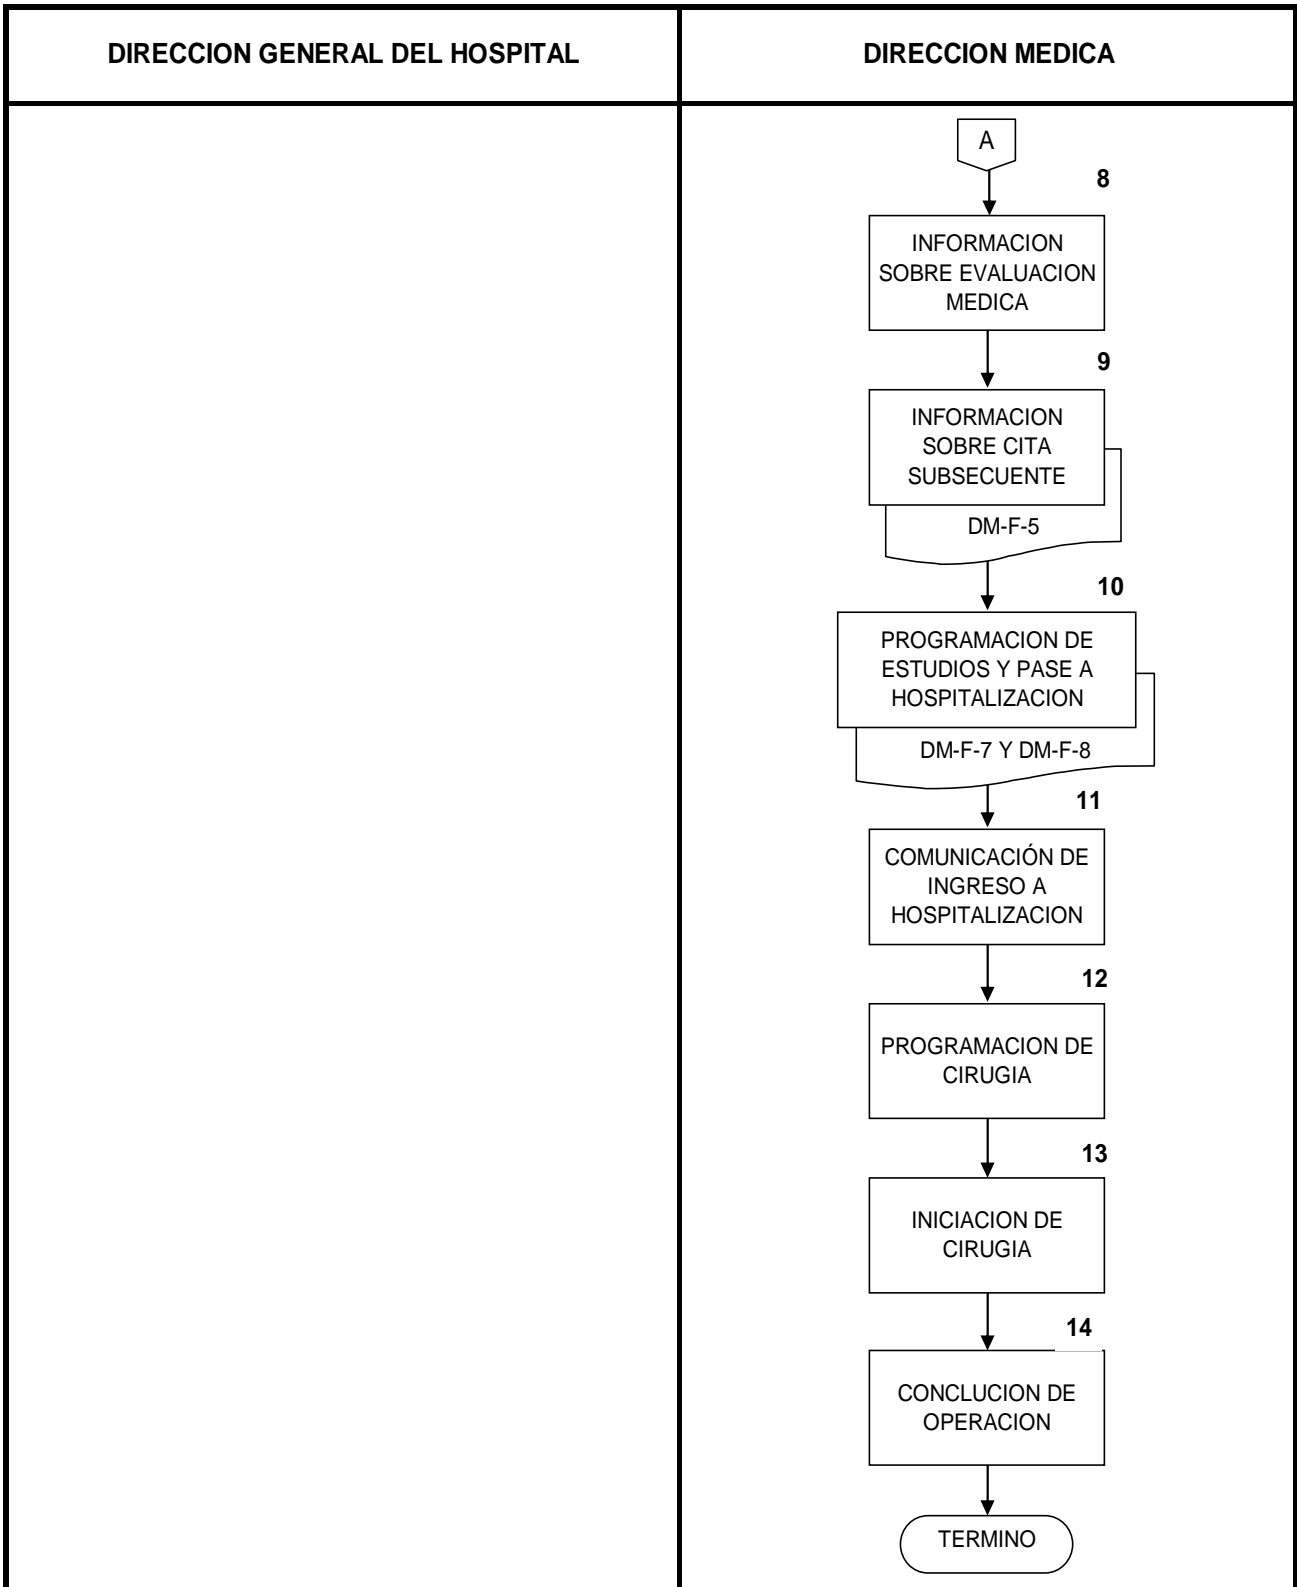 DIRECCION GENERAL DEL HOSPITAL
DIRECCION MEDICA
A
8
INFORMACION
SOBRE EVALUACION
MEDICA
9
INFORMACION
SOBRE CITA
SUBSECUENTE
DM-F-5
10
PROGRAMACION DE
ESTUDIOS Y PASE A
HOSPITALIZACION
DM-F-7 Y DM-F-8
11
COMUNICACIÓN DE
INGRESO A
HOSPITALIZACION
12
PROGRAMACION DE
CIRUGIA
13
INICIACION DE
CIRUGIA
14
CONCLUCION DE
OPERACION
TERMINO